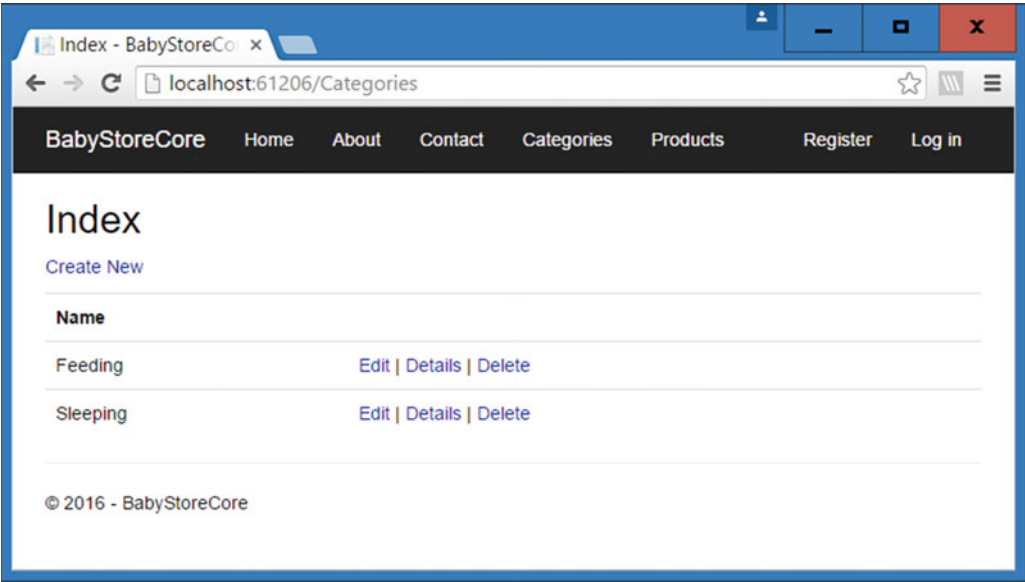 Index - BabyStoreCo
localhost:61206/Categories
BabyStoreCore Home About Contact Categories Products Register Log in
Index
Create New
Name
Feeding Edit | Details | Delete
Sleeping Edit | Details | Delete
© 2016 - BabyStoreCore